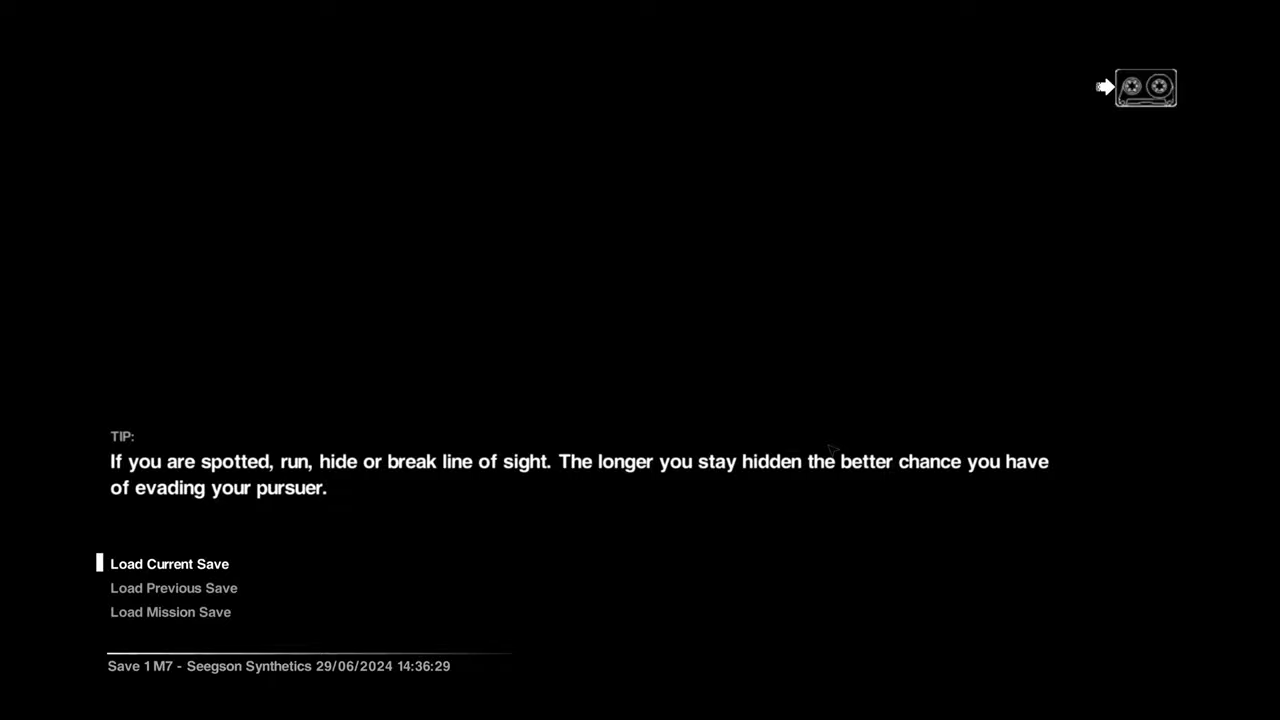 TIP:
If you are spotted, run, hide or break line of sight. The longer you stay hidden the better chance you have
of evading your pursuer.
Load Current Save
Load Previous Save
Load Mission Save
Save 1 M7 - Seegson Synthetics 29/06/2024 14:36:29